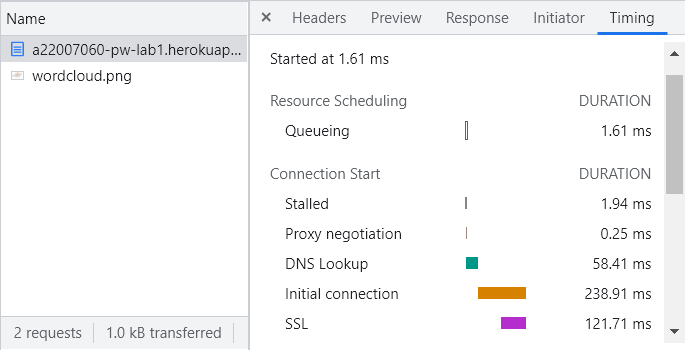 Name
a22007060-pw-lab1.herokuap...
wordcloud.png
2 requests
1.0 kB transferred
Headers Preview Response Initiator Timing
Started at 1.61 ms
Resource Scheduling DURATION
Queueing 1.61 ms
Connection Start DURATION
Stalled 1.94 ms
Proxy negotiation 0.25 ms
DNS Lookup 58.41 ms
Initial connection 238.91 ms
SSL 121.71 ms